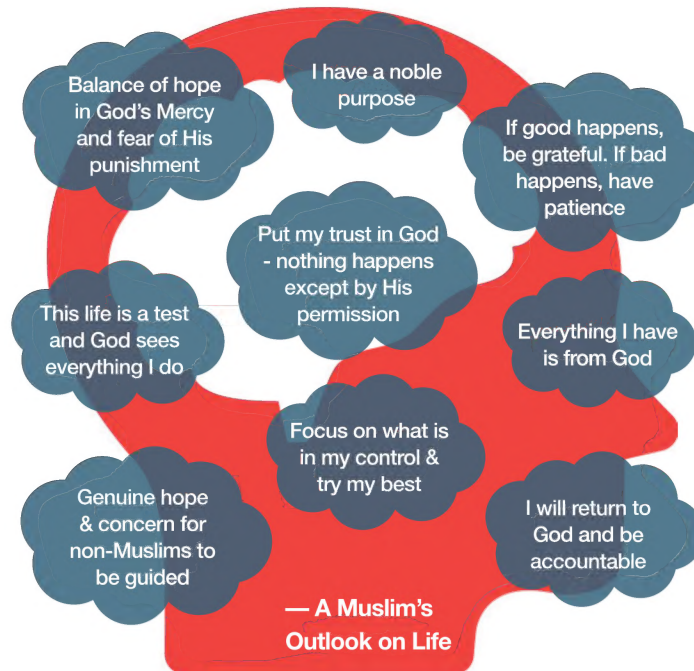 Balance of hope
in God's Mercy
and fear of His
punishment
I have a noble
purpose
If good happens,
be grateful. If bad
happens, have
patience
Put my trust in God
- nothing happens
except by His
permission
This life is a test
and God sees
everything I do
Everything I have
is from God
Focus on what is
in my control &
try my best
Genuine hope
& concern for
non-Muslims to
be guided
I will return to
God and be
accountable
— A Muslim's
Outlook on Life